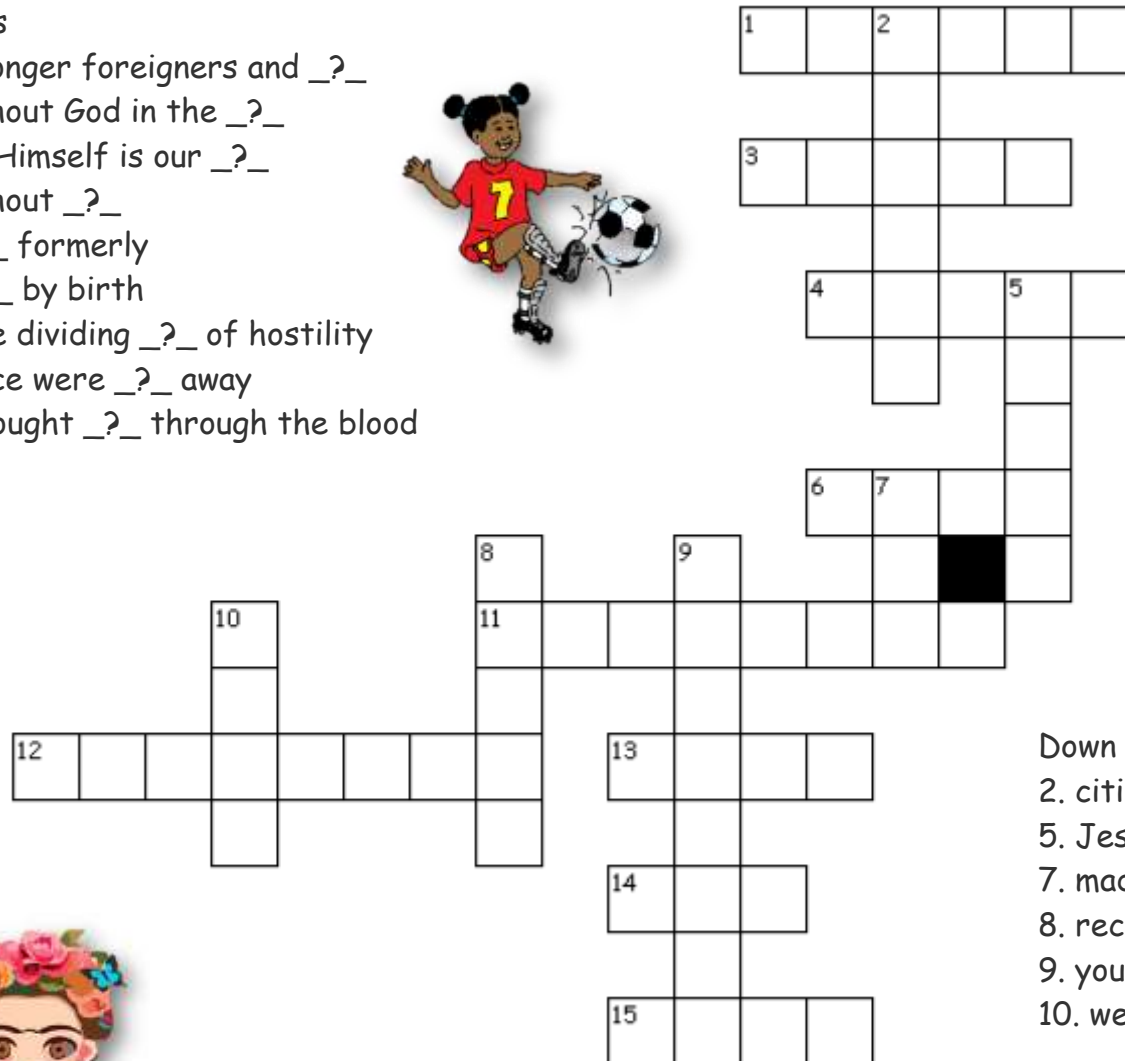 s
onger foreigners and _?_
hout God in the _?_
Himself is our _?_
hout _?_
_ formerly
_ by birth
e dividing _?_ of hostility
ce were _?_ away
ought _?_ through the blood
7
1 2
3
4 5
6 7
8 9
10 11
12 13
14
15
Down
2. citi
5. Jes
7. mad
8. rec
9. you
10. we